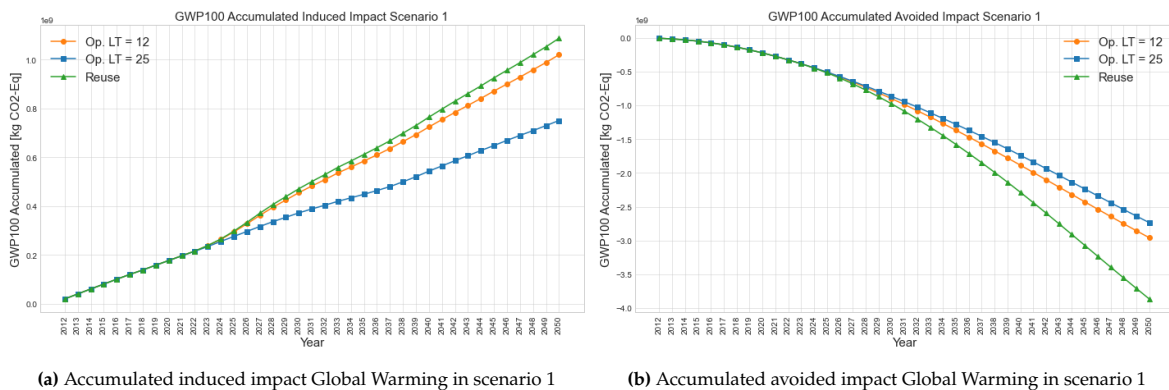 GWP100 Accumulated Induced Impact Scenario 1
1e9
Op. LT = 12
Op. LT = 25
Reuse
1.0
0.8
0.6
0.4
0.2
0.0
GWP100 Accumulated [kg CO2-Eq]
2012 2013 2014 2015 2016 2017 2018 2019 2020 2021 2022 2023 2024 2025 2026 2027 2028 2029 2030 2031 2032 2033 2034 2035 2036 2037 2038 2039 2040 2041 2042 2043 2044 2045 2046 2047 2048 2049 2050
Year
(a) Accumulated induced impact Global Warming in scenario 1
GWP100 Accumulated Avoided Impact Scenario 1
1e9
Op. LT = 12
Op. LT = 25
Reuse
0.0
−0.5
−1.0
−1.5
−2.0
−2.5
−3.0
−3.5
−4.0
GWP100 Accumulated [kg CO2-Eq]
2012 2013 2014 2015 2016 2017 2018 2019 2020 2021 2022 2023 2024 2025 2026 2027 2028 2029 2030 2031 2032 2033 2034 2035 2036 2037 2038 2039 2040 2041 2042 2043 2044 2045 2046 2047 2048 2049 2050
Year
(b) Accumulated avoided impact Global Warming in scenario 1